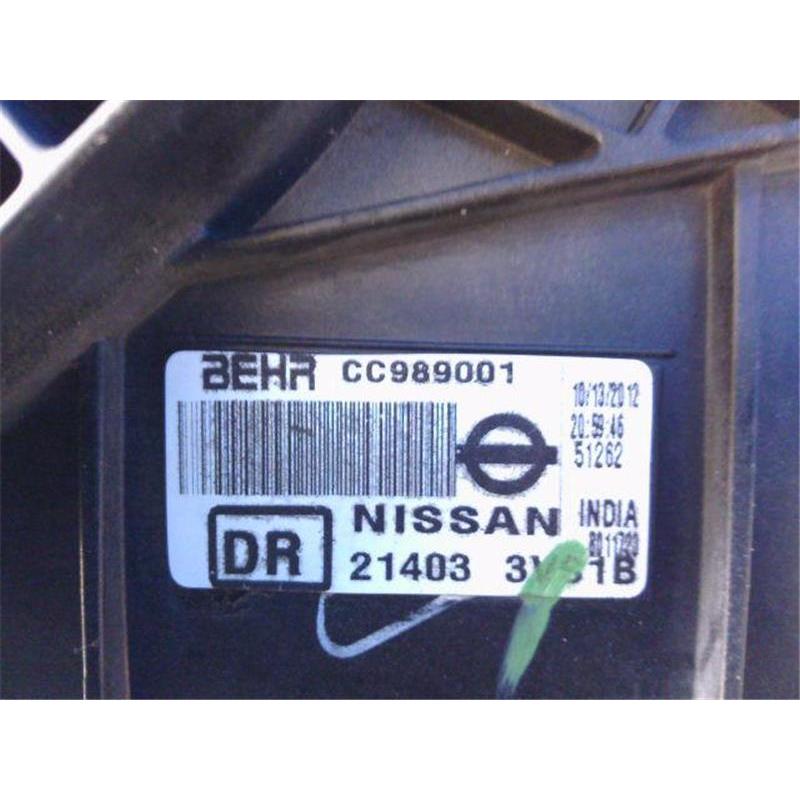 BEHR CC989001
10/13/2012
20:59:46
51262
DR
NISSAN
INDIA
21403